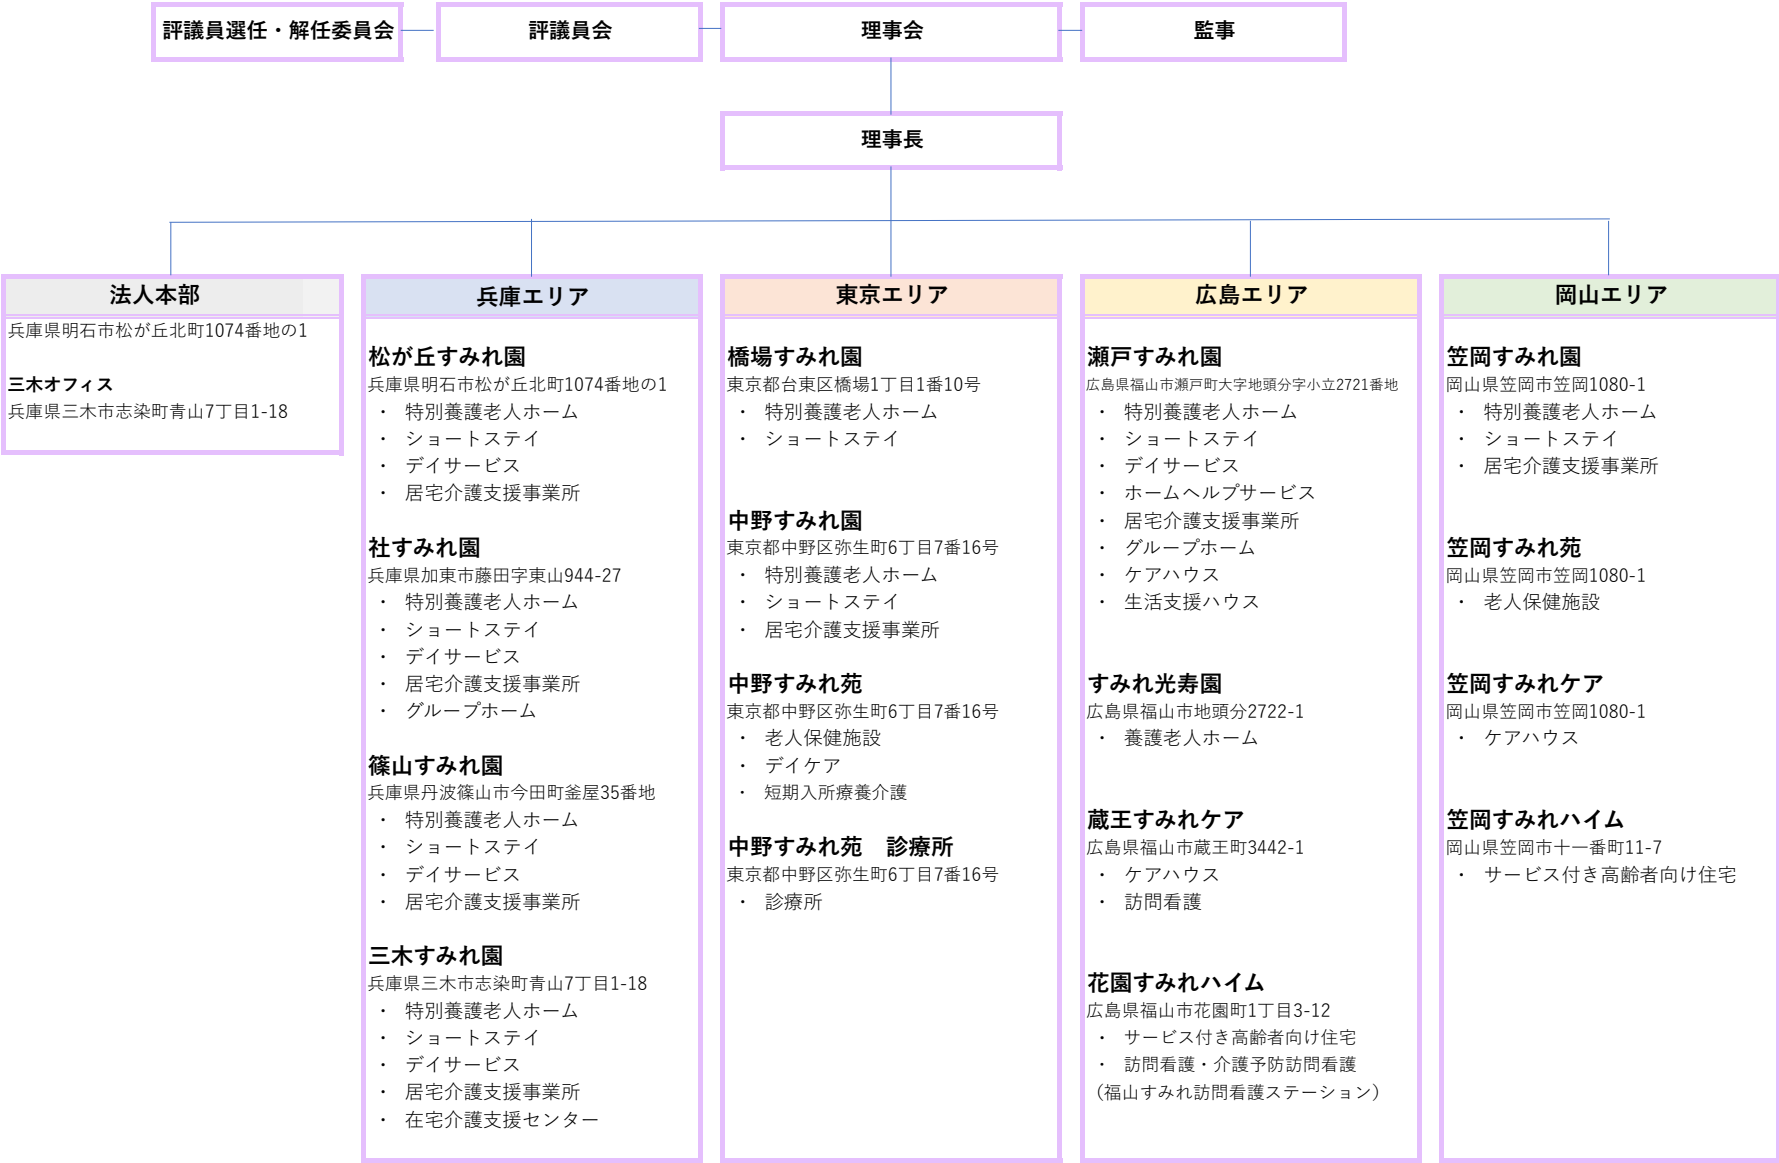 評議員選任・解任委員会
評議員会
理事会
監事
理事長
法人本部
兵庫県明石市松が丘北町1074番地の1
三木オフィス
兵庫県三木市志染町青山7丁目1-18
兵庫エリア
松が丘すみれ園
兵庫県明石市松が丘北町1074番地の1
・ 特別養護老人ホーム
・ ショートステイ
・ デイサービス
・ 居宅介護支援事業所
社すみれ園
兵庫県加東市藤田字東山944-27
・ 特別養護老人ホーム
・ ショートステイ
・ デイサービス
・ 居宅介護支援事業所
・ グループホーム
篠山すみれ園
兵庫県丹波篠山市今田町釜屋35番地
・ 特別養護老人ホーム
・ ショートステイ
・ デイサービス
・ 居宅介護支援事業所
三木すみれ園
兵庫県三木市志染町青山7丁目1-18
・ 特別養護老人ホーム
・ ショートステイ
・ デイサービス
・ 居宅介護支援事業所
・ 在宅介護支援センター
東京エリア
橋場すみれ園
東京都台東区橋場1丁目1番10号
・ 特別養護老人ホーム
・ ショートステイ
中野すみれ園
東京都中野区弥生町6丁目7番16号
・ 特別養護老人ホーム
・ ショートステイ
・ 居宅介護支援事業所
中野すみれ苑
東京都中野区弥生町6丁目7番16号
・ 老人保健施設
・ デイケア
・ 短期入所療養介護
中野すみれ苑　診療所
東京都中野区弥生町6丁目7番16号
・ 診療所
広島エリア
瀬戸すみれ園
広島県福山市瀬戸町大字地頭分字小立2721番地
・ 特別養護老人ホーム
・ ショートステイ
・ デイサービス
・ ホームヘルプサービス
・ 居宅介護支援事業所
・ グループホーム
・ ケアハウス
・ 生活支援ハウス
すみれ光寿園
広島県福山市地頭分2722-1
・ 養護老人ホーム
蔵王すみれケア
広島県福山市蔵王町3442-1
・ ケアハウス
・ 訪問看護
花園すみれハイム
広島県福山市花園町1丁目3-12
・ サービス付き高齢者向け住宅
・ 訪問看護・介護予防訪問看護
（福山すみれ訪問看護ステーション）
岡山エリア
笠岡すみれ園
岡山県笠岡市笠岡1080-1
・ 特別養護老人ホーム
・ ショートステイ
・ 居宅介護支援事業所
笠岡すみれ苑
岡山県笠岡市笠岡1080-1
・ 老人保健施設
笠岡すみれケア
岡山県笠岡市笠岡1080-1
・ ケアハウス
笠岡すみれハイム
岡山県笠岡市十一番町11-7
・ サービス付き高齢者向け住宅